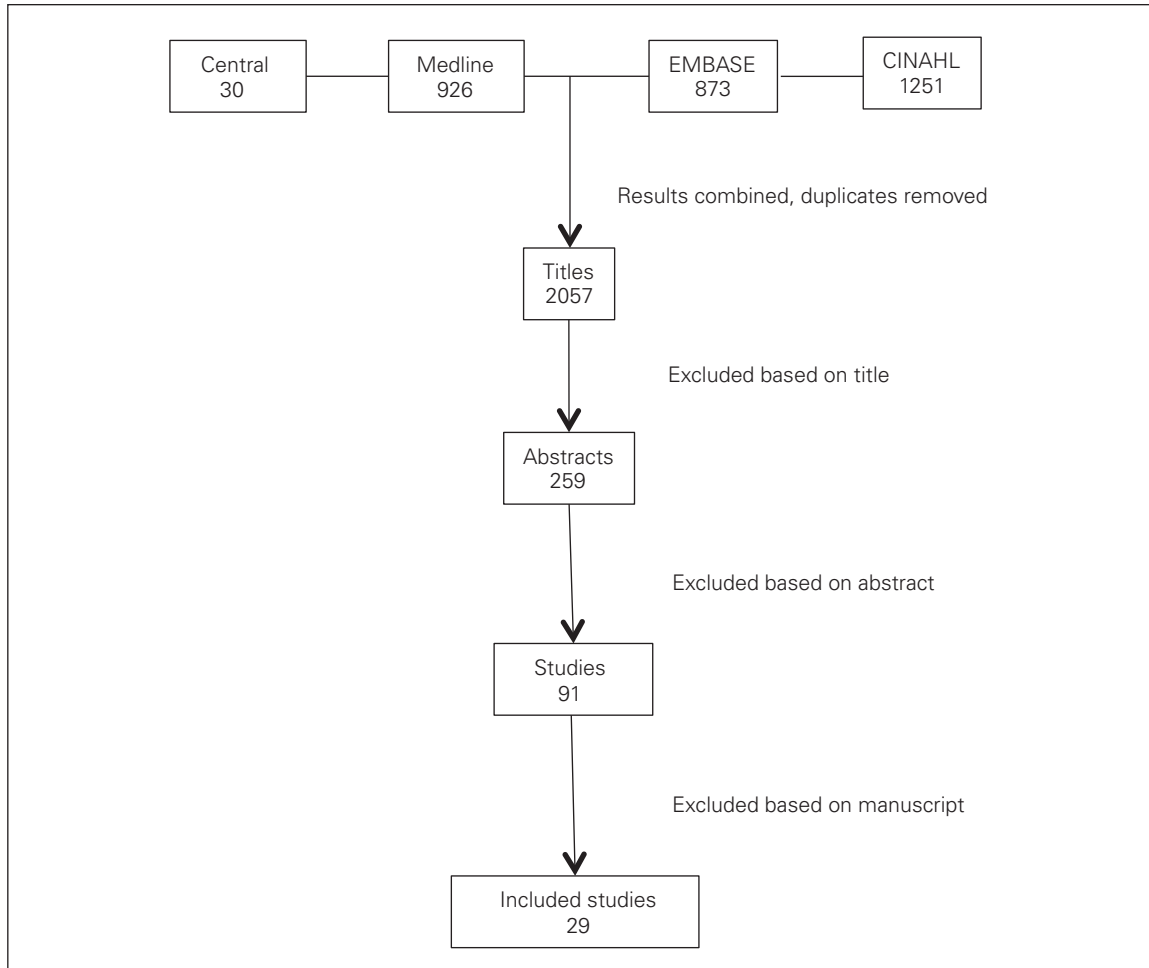 Central
30
Medline
926
EMBASE
873
CINAHL
1251
Results combined, duplicates removed
Titles
2057
Excluded based on title
Abstracts
259
Excluded based on abstract
Studies
91
Excluded based on manuscript
Included studies
29